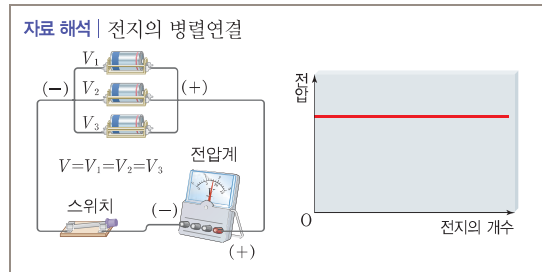 자료 해석 | 전지의 병렬연결
V₁
(−) V₂ (+)
V₃
V=V₁=V₂=V₃
전압계
스위치
(−)
(+)
전압
O
전지의 개수